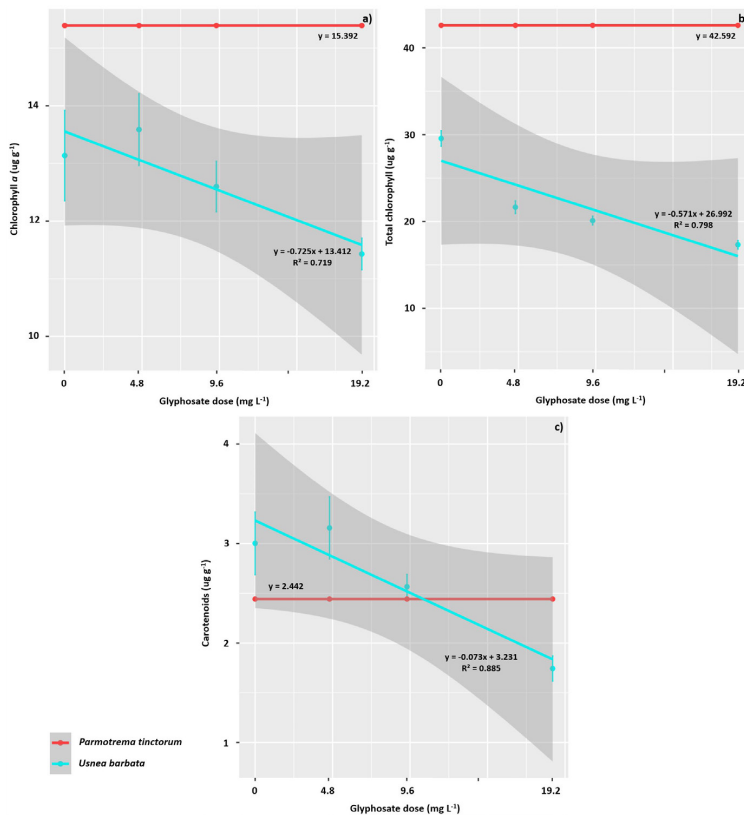 a)
y = 15.392
14
12
10
Chlorophyll a (ug g⁻¹)
y = -0.725x + 13.412
R² = 0.719
0 4.8 9.6 19.2
Glyphosate dose (mg L⁻¹)
b)
y = 42.592
40
30
20
10
Total chlorophyll (ug g⁻¹)
y = -0.571x + 26.992
R² = 0.798
0 4.8 9.6 19.2
Glyphosate dose (mg L⁻¹)
c)
4
3
2
1
Carotenoids (ug g⁻¹)
y = 2.442
y = -0.073x + 3.231
R² = 0.885
0 4.8 9.6 19.2
Glyphosate dose (mg L⁻¹)
Parmotrema tinctorum
Usnea barbata